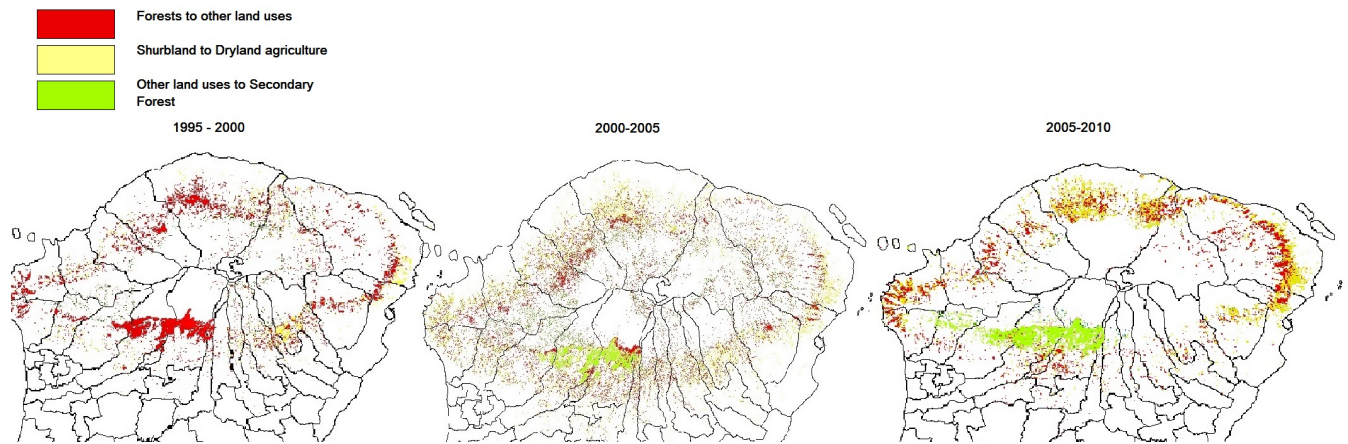 Forests to other land uses
Shurbland to Dryland agriculture
Other land uses to Secondary
Forest
1995 - 2000
2000-2005
2005-2010